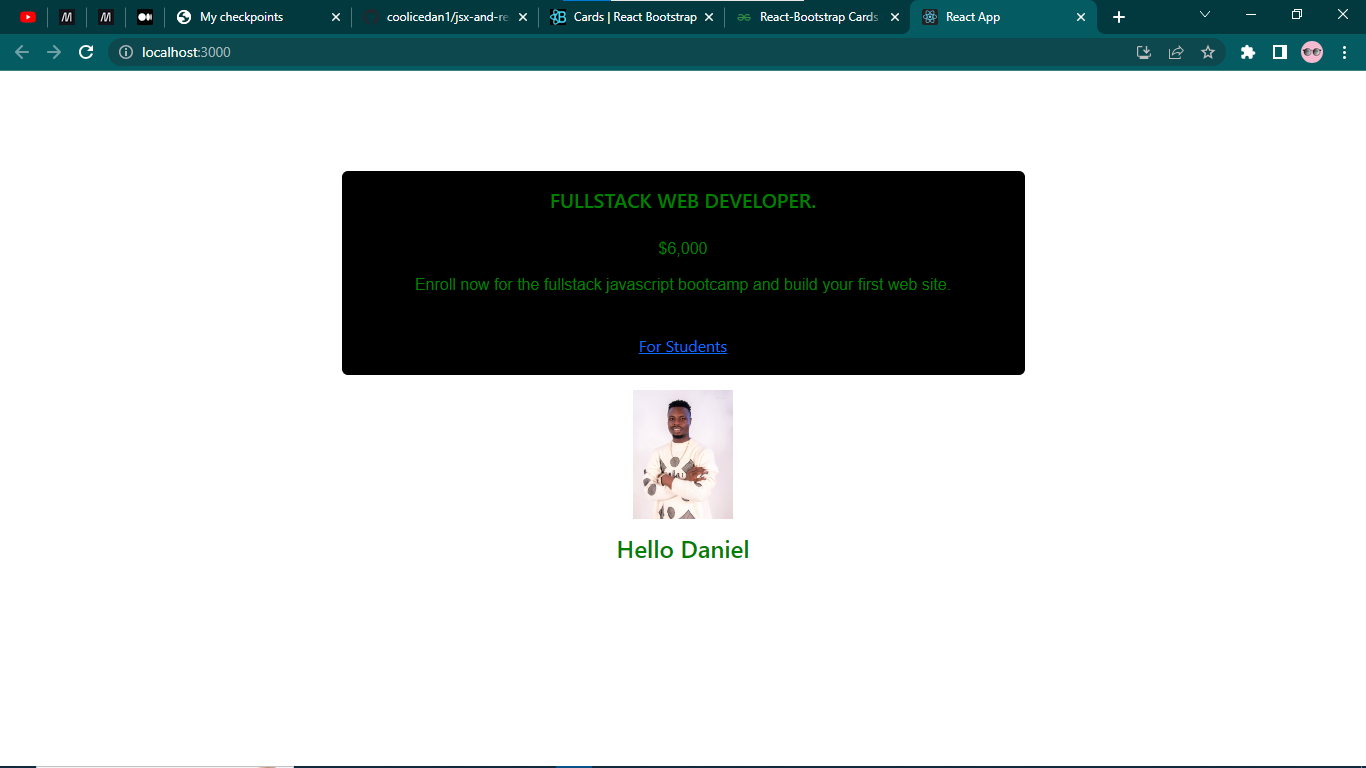 My checkpoints
coolicedan1/jsx-and-re
Cards | React Bootstrap
React-Bootstrap Cards
React App
localhost:3000
FULLSTACK WEB DEVELOPER.
$6,000
Enroll now for the fullstack javascript bootcamp and build your first web site.
For Students
Hello Daniel